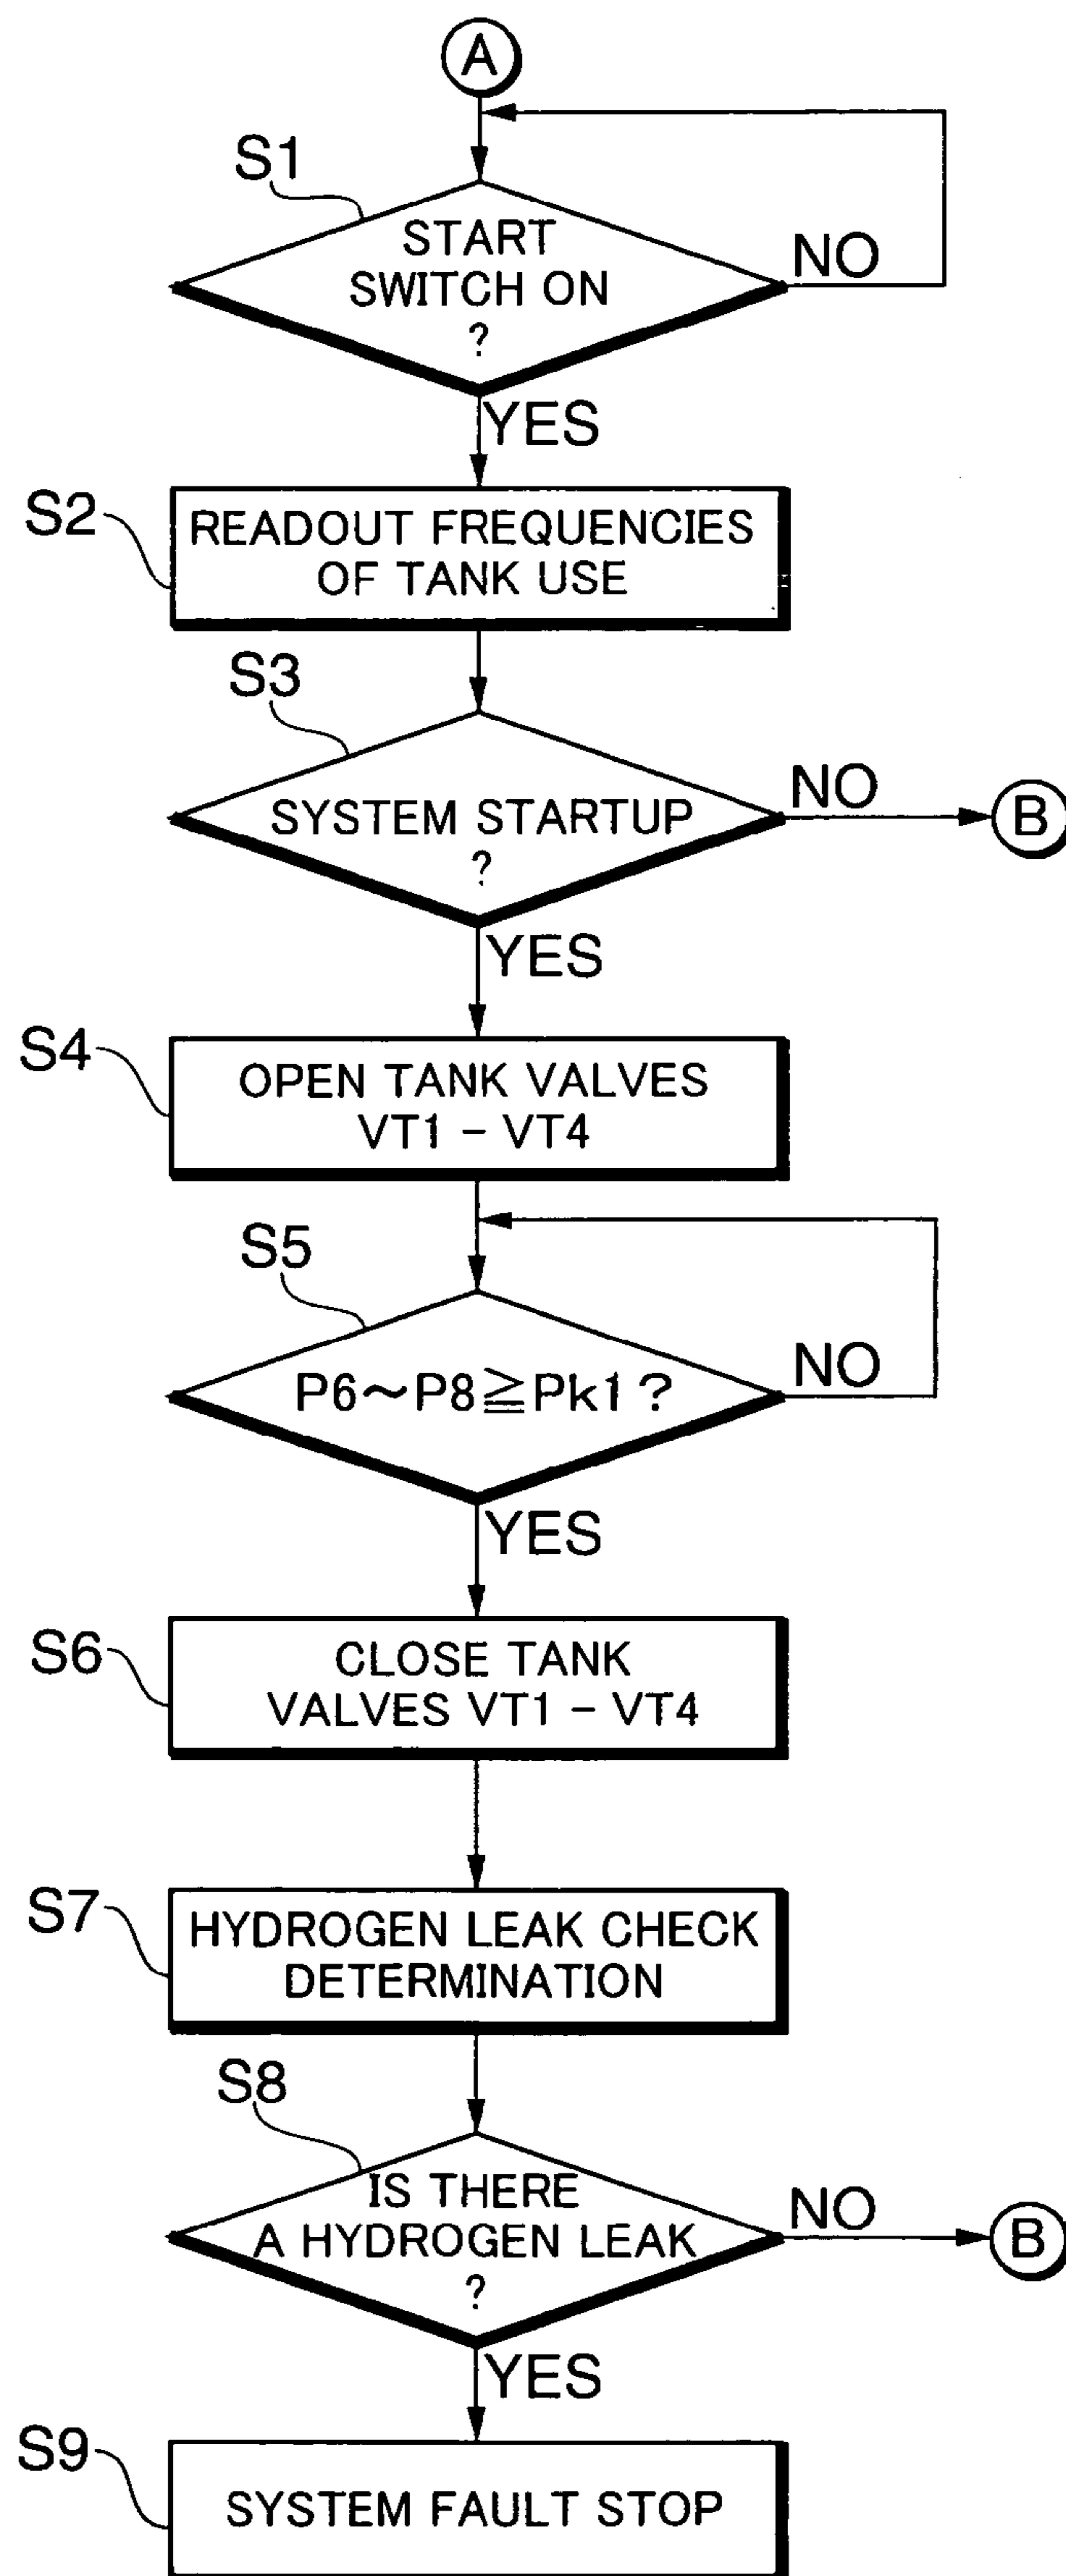 A
S1
START
SWITCH ON
?
NO
YES
S2
READOUT FREQUENCIES
OF TANK USE
S3
SYSTEM STARTUP
?
NO
B
YES
S4
OPEN TANK VALVES
VT1 – VT4
S5
P6～P8≧Pk1?
NO
YES
S6
CLOSE TANK
VALVES VT1 – VT4
S7
HYDROGEN LEAK CHECK
DETERMINATION
S8
IS THERE
A HYDROGEN LEAK
?
NO
B
YES
S9
SYSTEM FAULT STOP